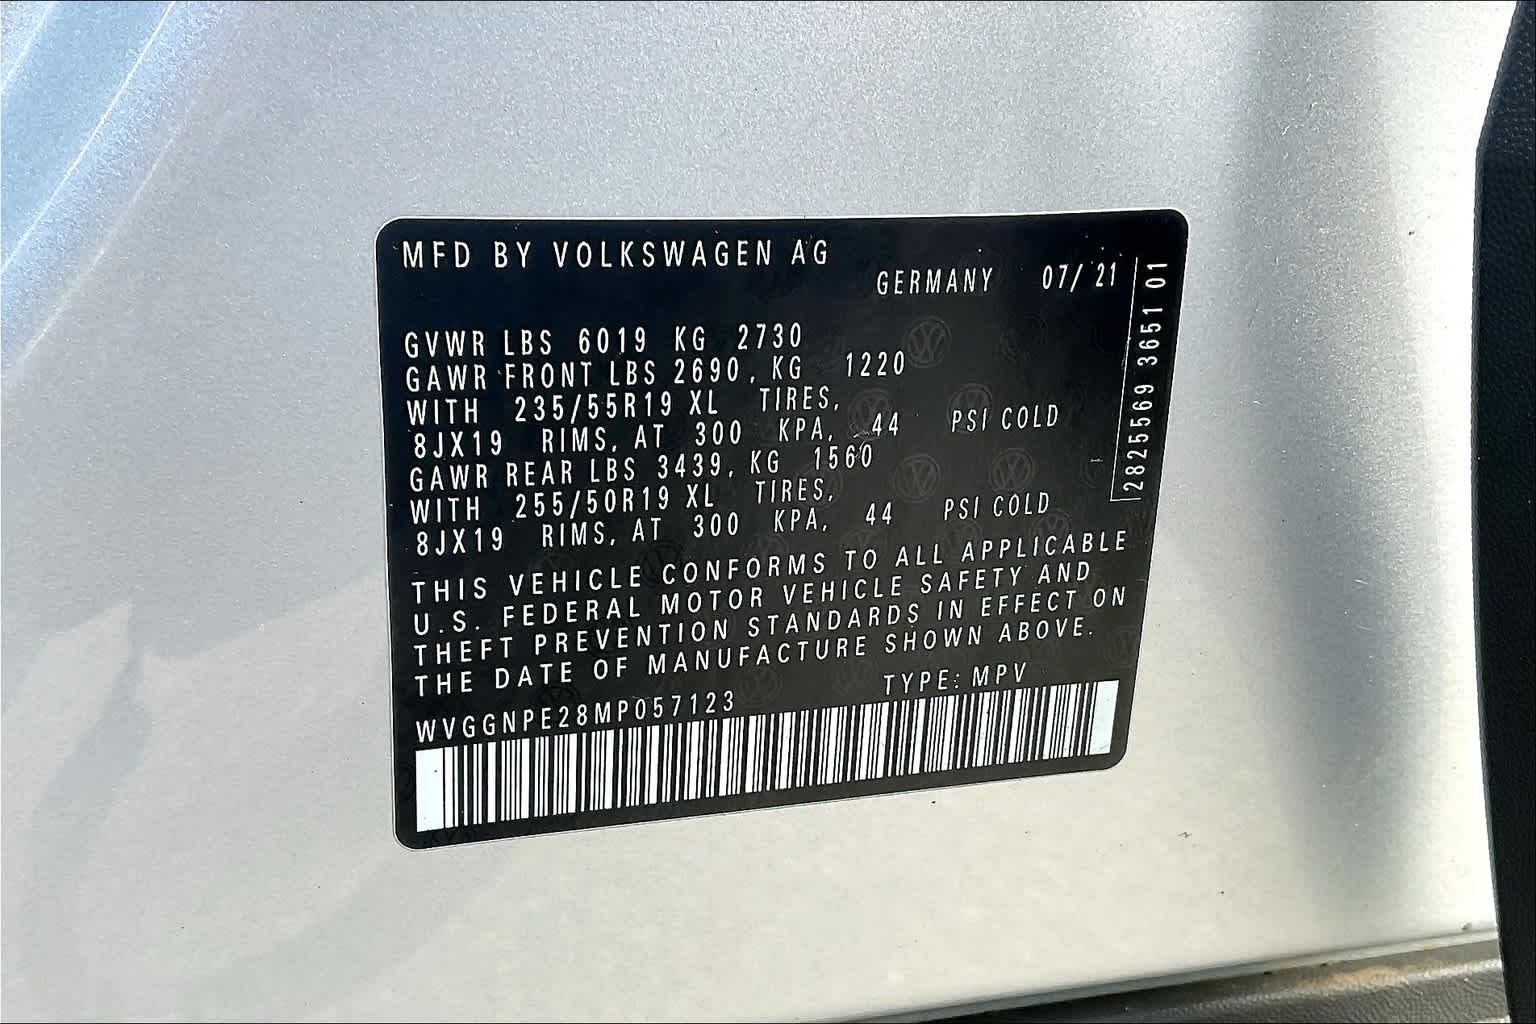 MFD BY VOLKSWAGEN AG
GERMANY 07/ 21
GVWR LBS 6019 KG 2730
GAWR FRONT LBS 2690, KG 1220
WITH 235/55R19 XL TIRES,
8JX19 RIMS, AT 300 KPA, 44 PSI COLD
GAWR REAR LBS 3439, KG 1560
WITH 255/50R19 XL TIRES,
8JX19 RIMS, AT 300 KPA, 44 PSI COLD
THIS VEHICLE CONFORMS TO ALL APPLICABLE
U.S. FEDERAL MOTOR VEHICLE SAFETY AND
THEFT PREVENTION STANDARDS IN EFFECT ON
THE DATE OF MANUFACTURE SHOWN ABOVE.
WVGGNPE28MP057123 TYPE: MPV
2825569 3651 01